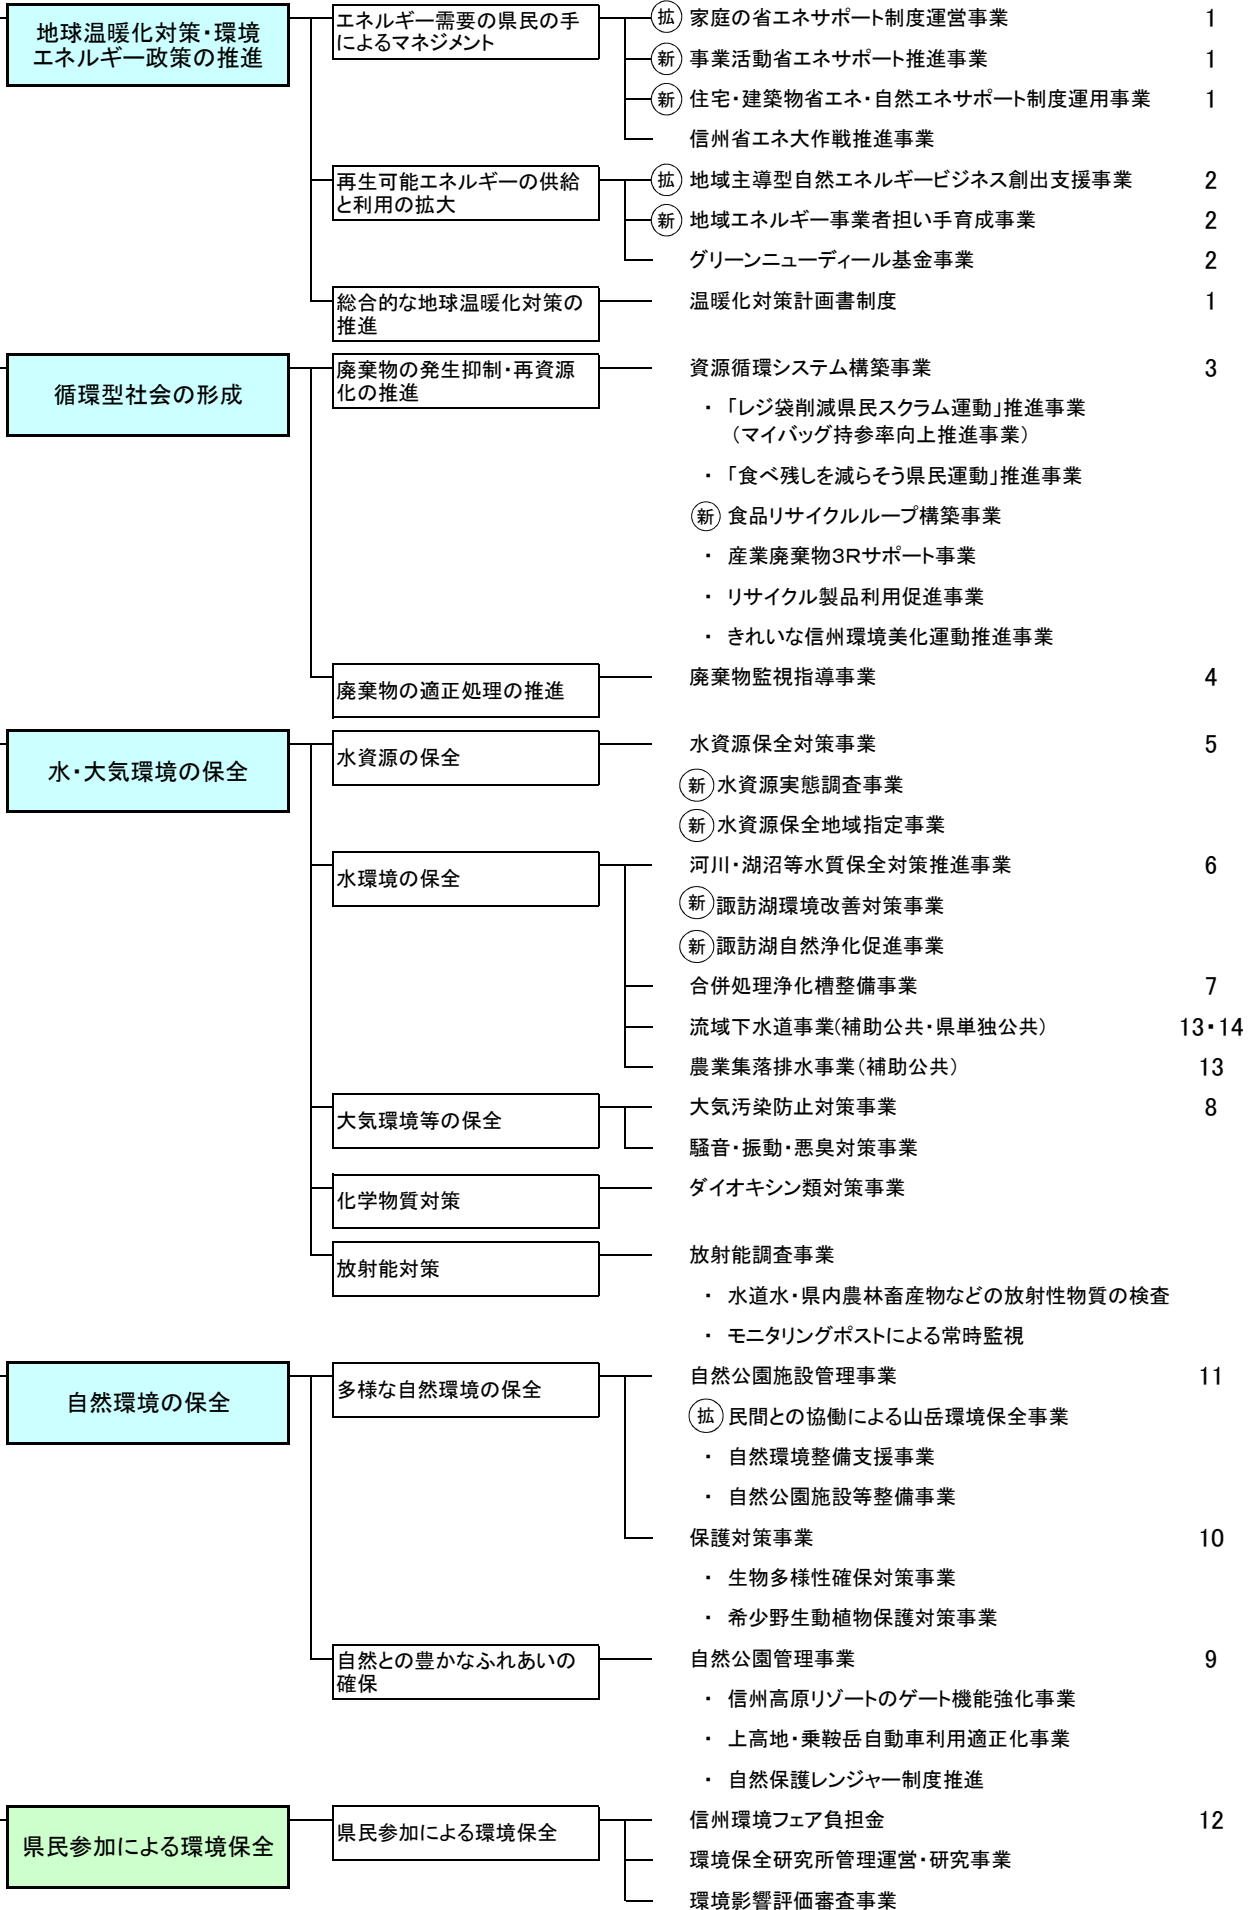 地球温暖化対策・環境
エネルギー政策の推進
エネルギー需要の県民の手
によるマネジメント
拡 家庭の省エネサポート制度運営事業 1
新 事業活動省エネサポート推進事業 1
新 住宅・建築物省エネ・自然エネサポート制度運用事業 1
信州省エネ大作戦推進事業
再生可能エネルギーの供給
と利用の拡大
拡 地域主導型自然エネルギービジネス創出支援事業 2
新 地域エネルギー事業者担い手育成事業 2
グリーンニューディール基金事業 2
総合的な地球温暖化対策の
推進
温暖化対策計画書制度 1
循環型社会の形成
廃棄物の発生抑制・再資源
化の推進
資源循環システム構築事業 3
・「レジ袋削減県民スクラム運動」推進事業
（マイバッグ持参率向上推進事業）
・「食べ残しを減らそう県民運動」推進事業
新 食品リサイクルループ構築事業
・ 産業廃棄物3Rサポート事業
・ リサイクル製品利用促進事業
・ きれいな信州環境美化運動推進事業
廃棄物の適正処理の推進
廃棄物監視指導事業 4
水・大気環境の保全
水資源の保全
水資源保全対策事業 5
新 水資源実態調査事業
新 水資源保全地域指定事業
水環境の保全
河川・湖沼等水質保全対策推進事業 6
新 諏訪湖環境改善対策事業
新 諏訪湖自然浄化促進事業
合併処理浄化槽整備事業 7
流域下水道事業(補助公共・県単独公共） 13・14
農業集落排水事業（補助公共） 13
大気環境等の保全
大気汚染防止対策事業 8
騒音・振動・悪臭対策事業
化学物質対策
ダイオキシン類対策事業
放射能対策
放射能調査事業
・ 水道水・県内農林畜産物などの放射性物質の検査
・ モニタリングポストによる常時監視
自然環境の保全
多様な自然環境の保全
自然公園施設管理事業 11
拡 民間との協働による山岳環境保全事業
・ 自然環境整備支援事業
・ 自然公園施設等整備事業
保護対策事業 10
・ 生物多様性確保対策事業
・ 希少野生動植物保護対策事業
自然との豊かなふれあいの
確保
自然公園管理事業 9
・ 信州高原リゾートのゲート機能強化事業
・ 上高地・乗鞍岳自動車利用適正化事業
・ 自然保護レンジャー制度推進
県民参加による環境保全
県民参加による環境保全
信州環境フェア負担金 12
環境保全研究所管理運営・研究事業
環境影響評価審査事業